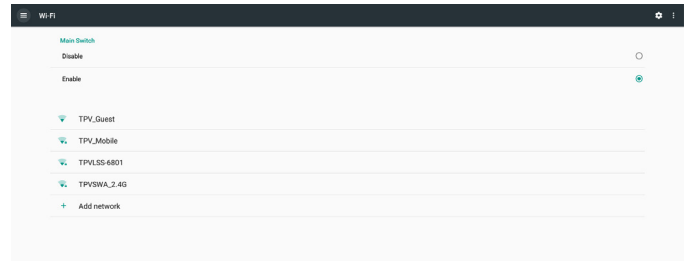 Wi-Fi
Main Switch
Disable
Enable
TPV_Guest
TPV_Mobile
TPVLSS-6801
TPVSWA_2.4G
Add network